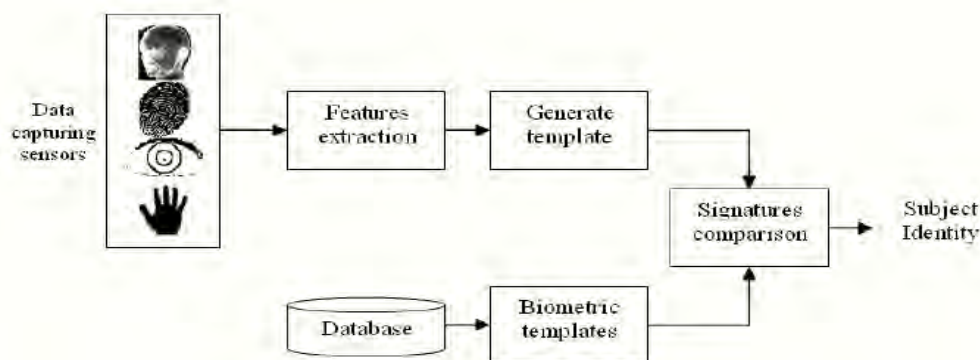 Data
capturing
sensors
Features
extraction
Generate
template
Signatures
comparison
Subject
Identity
Database
Biometric
templates